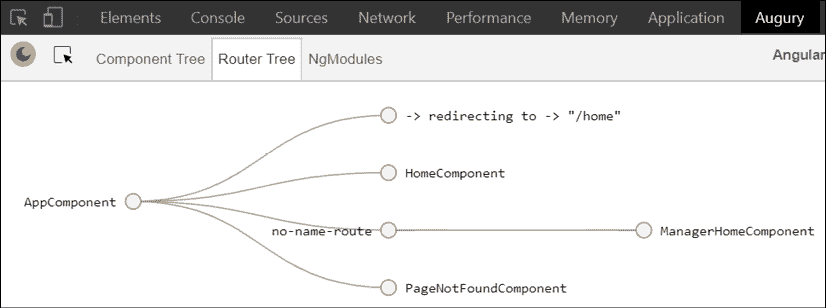 Elements Console Sources Network Performance Memory Application Augury
Component Tree Router Tree NgModules Angular
-> redirecting to -> "/home"
HomeComponent
AppComponent
no-name-route ManagerHomeComponent
PageNotFoundComponent